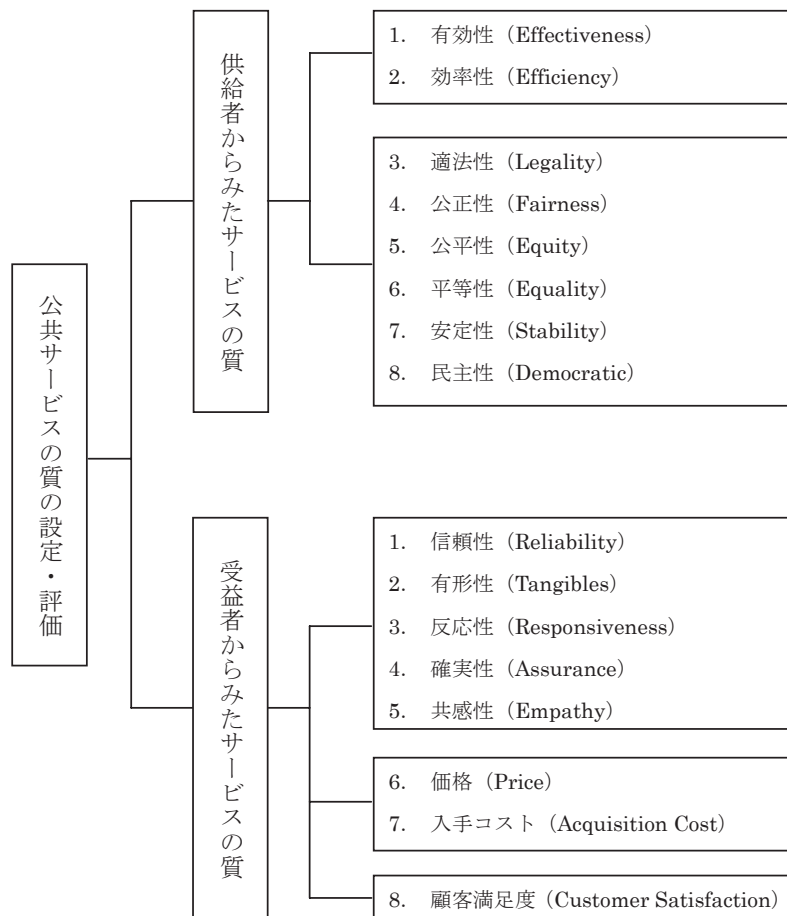 公共サービスの質の設定・評価
供給者からみたサービスの質
1. 有効性（Effectiveness）
2. 効率性（Efficiency）
3. 適法性（Legality）
4. 公正性（Fairness）
5. 公平性（Equity）
6. 平等性（Equality）
7. 安定性（Stability）
8. 民主性（Democratic）
受益者からみたサービスの質
1. 信頼性（Reliability）
2. 有形性（Tangibles）
3. 反応性（Responsiveness）
4. 確実性（Assurance）
5. 共感性（Empathy）
6. 価格（Price）
7. 入手コスト（Acquisition Cost）
8. 顧客満足度（Customer Satisfaction）